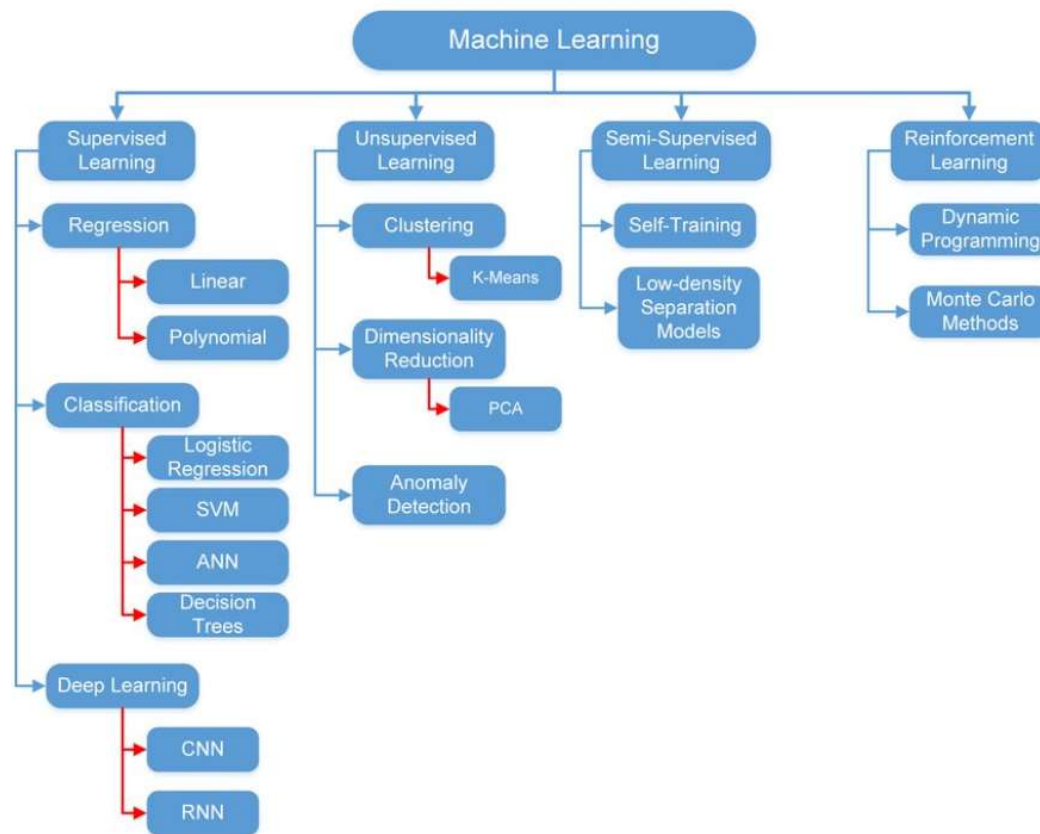 Machine Learning
Supervised
Learning
Regression
Linear
Polynomial
Classification
Logistic
Regression
SVM
ANN
Decision
Trees
Deep Learning
CNN
RNN
Unsupervised
Learning
Clustering
K-Means
Dimensionality
Reduction
PCA
Anomaly
Detection
Semi-Supervised
Learning
Self-Training
Low-density
Separation
Models
Reinforcement
Learning
Dynamic
Programming
Monte Carlo
Methods